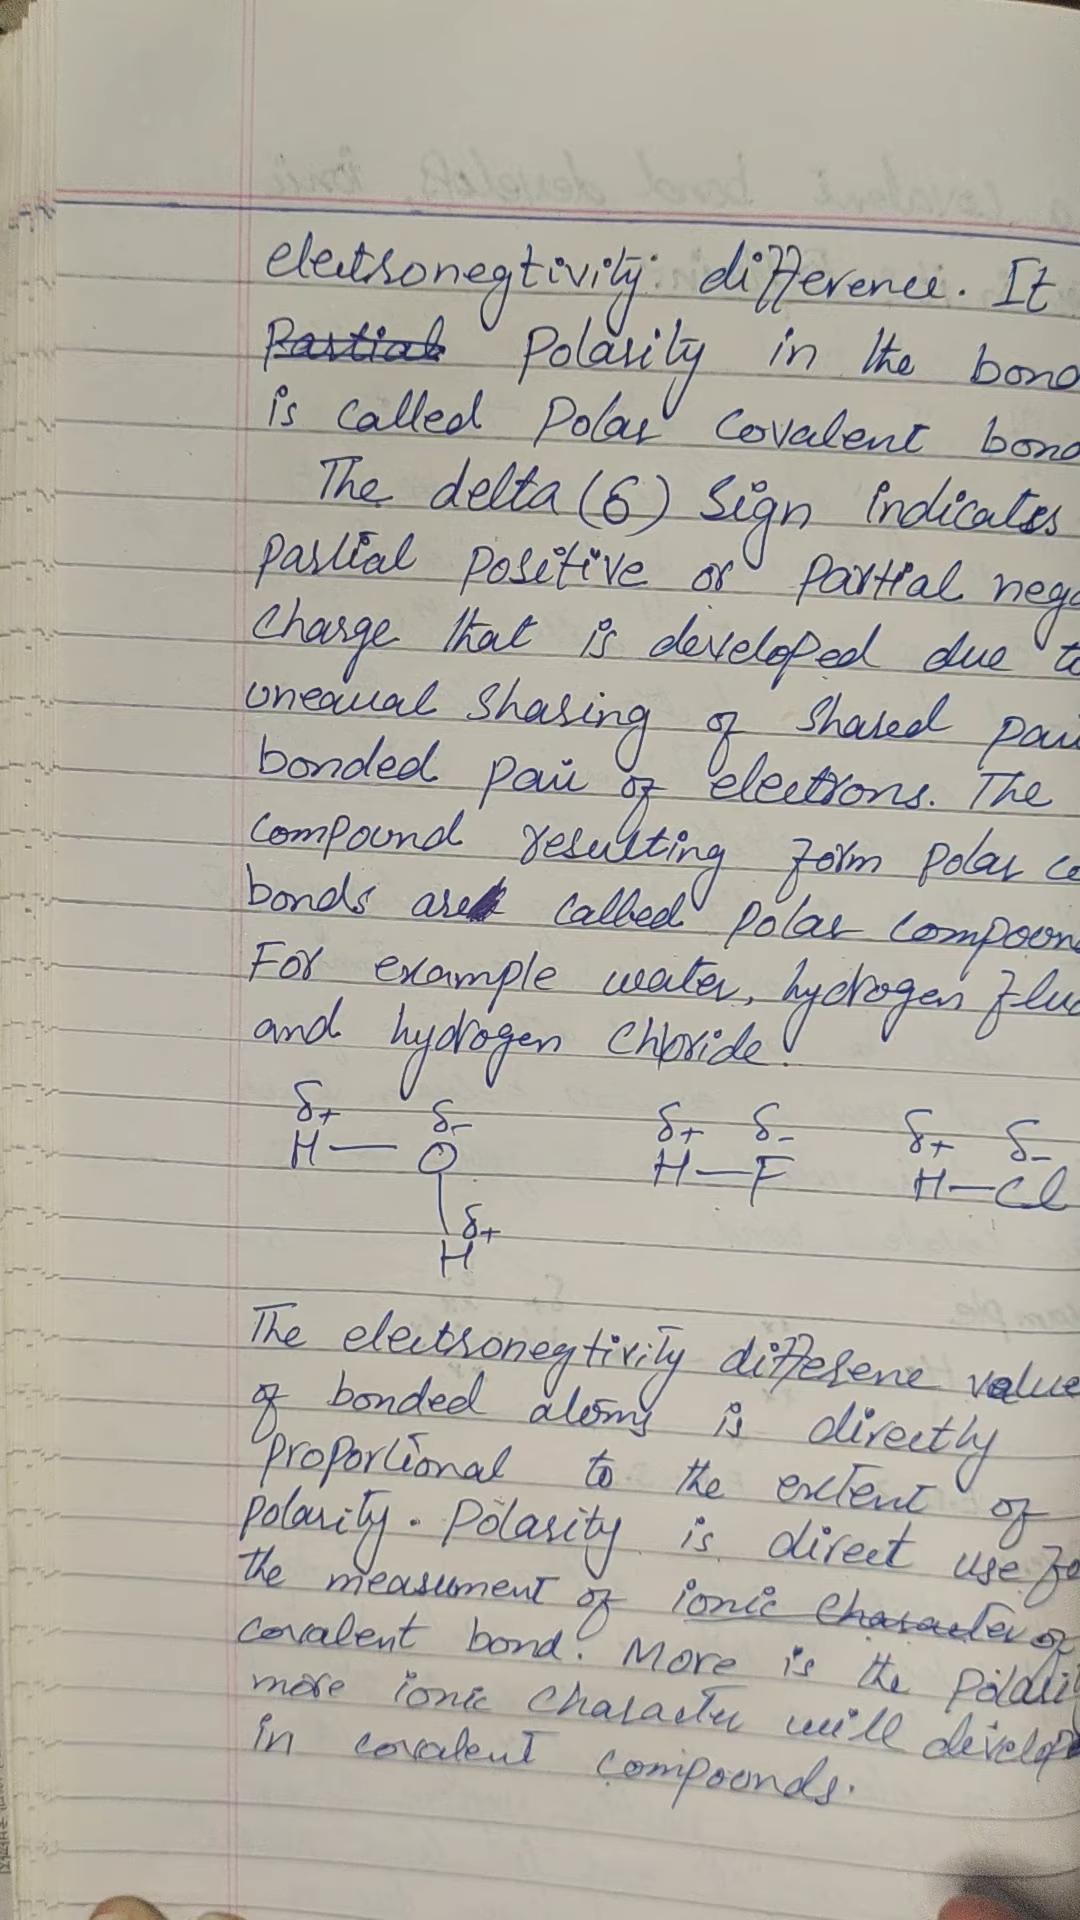 electronegtivity difference. It
Partial Polarity in the bond
is called Polar Covalent bond
The delta (δ) Sign indicates
partial positive or partial nega
charge that is developed due to
unequal sharing of shared pair
bonded pair of electrons. The
compound resulting form polar co
bonds are called polar compoun
For example water, hydrogen fluo
and hydrogen chloride.
δ+ δ- δ+ δ- δ+ δ-
H — O H — F H — Cl
δ+
H
The electronegtivity differene value
of bonded atoms is directly
proportional to the extent of
polarity. Polarity is direct use fo
the measument of ionic character of
covalent bond. More is the polarit
more ionic character will develop
in covalent compounds.